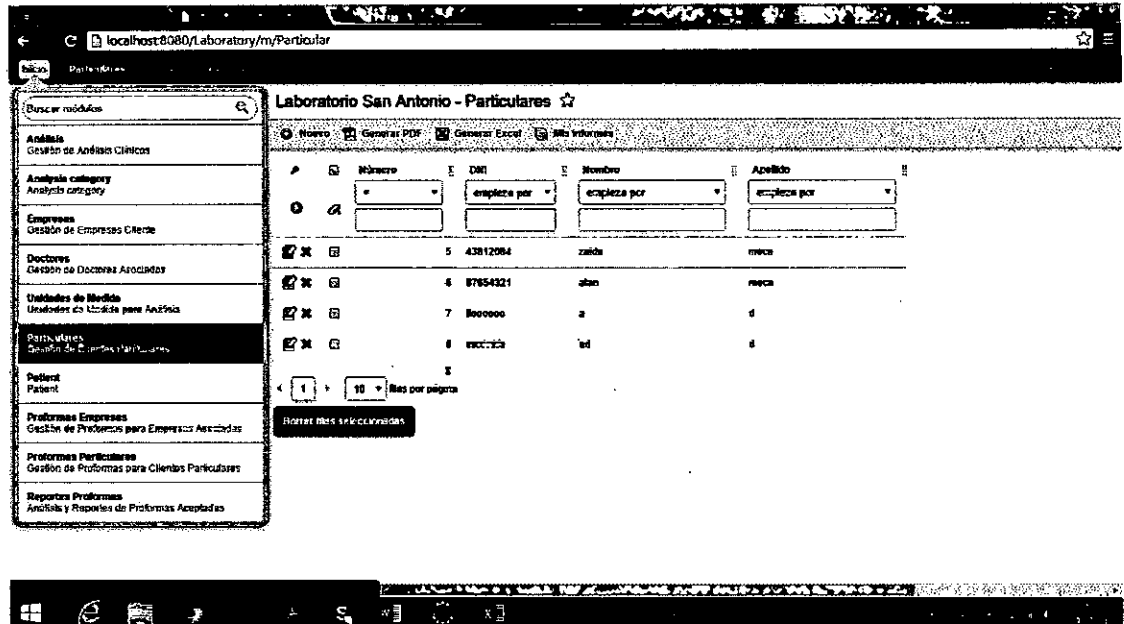 localhost:8080/Laboratory/m/Particular
Inicio Particulares
Buscar módulos
Laboratorio San Antonio - Particulares
Nuevo Generar PDF Generar Excel Mis informes
Análisis
Gestión de Análisis Clínicos
Analysis category
Analysis category
Empresas
Gestión de Empresas Cliente
Doctores
Gestión de Doctores Asociados
Unidades de Medida
Unidades de Medida para Análisis
Particulares
Gestión de Clientes Particulares
Patient
Patient
Proformas Empresas
Gestión de Proformas para Empresas Asociadas
Proformas Particulares
Gestión de Proformas para Clientes Particulares
Reportes Proformas
Análisis y Reportes de Proformas Aceptadas
Número DNI Nombre Apellido
= empieza por empieza por empieza por
5 43812084 zaida meca
6 87654321 alan meca
7 a d
8 d
1 10 filas por página
Borrar filas seleccionadas